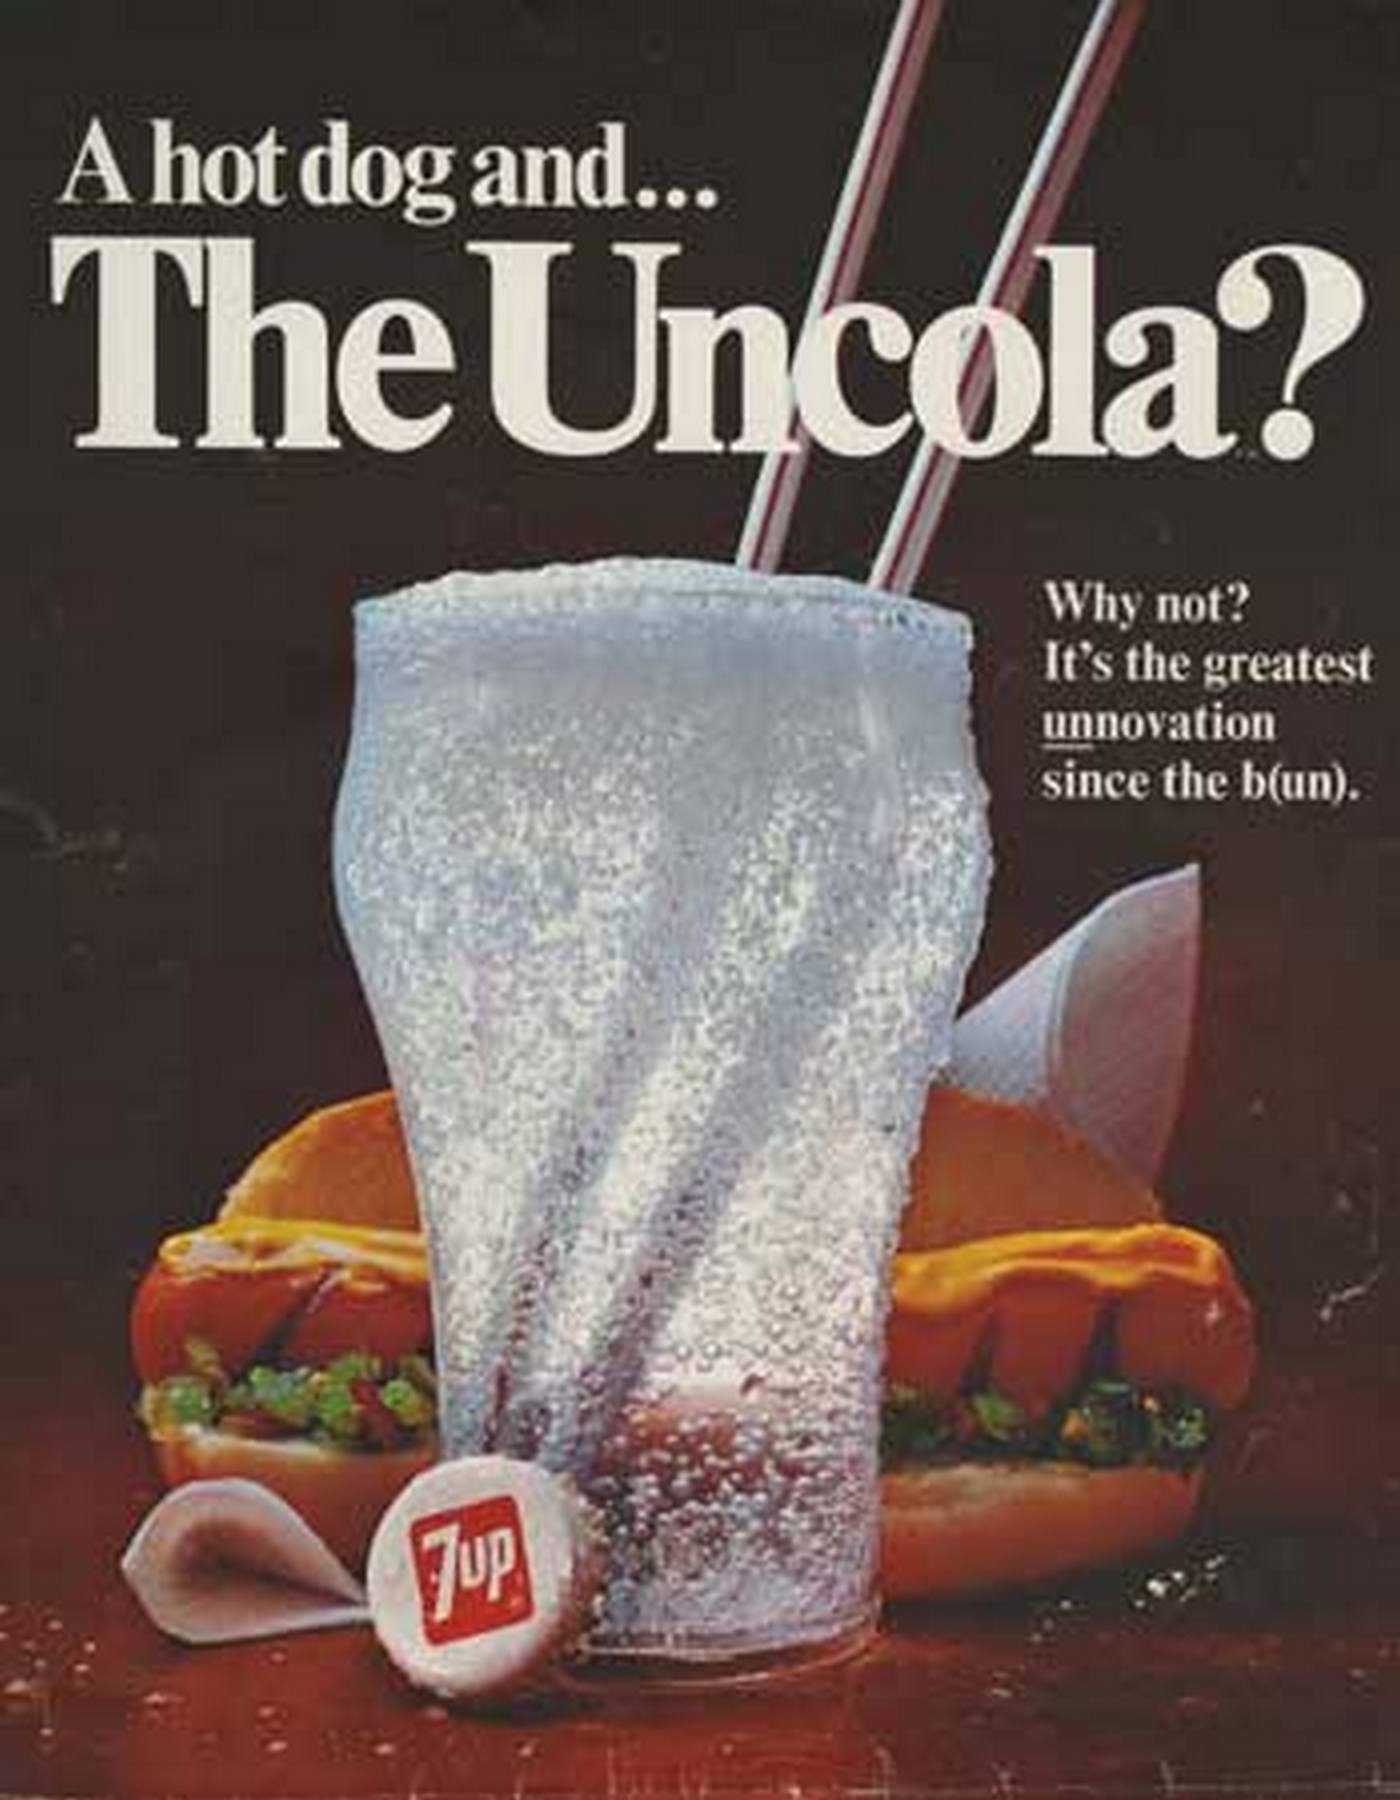 A hot dog and...
The Uncola?
Why not?
It's the greatest
unnovation
since the b(un).
7up